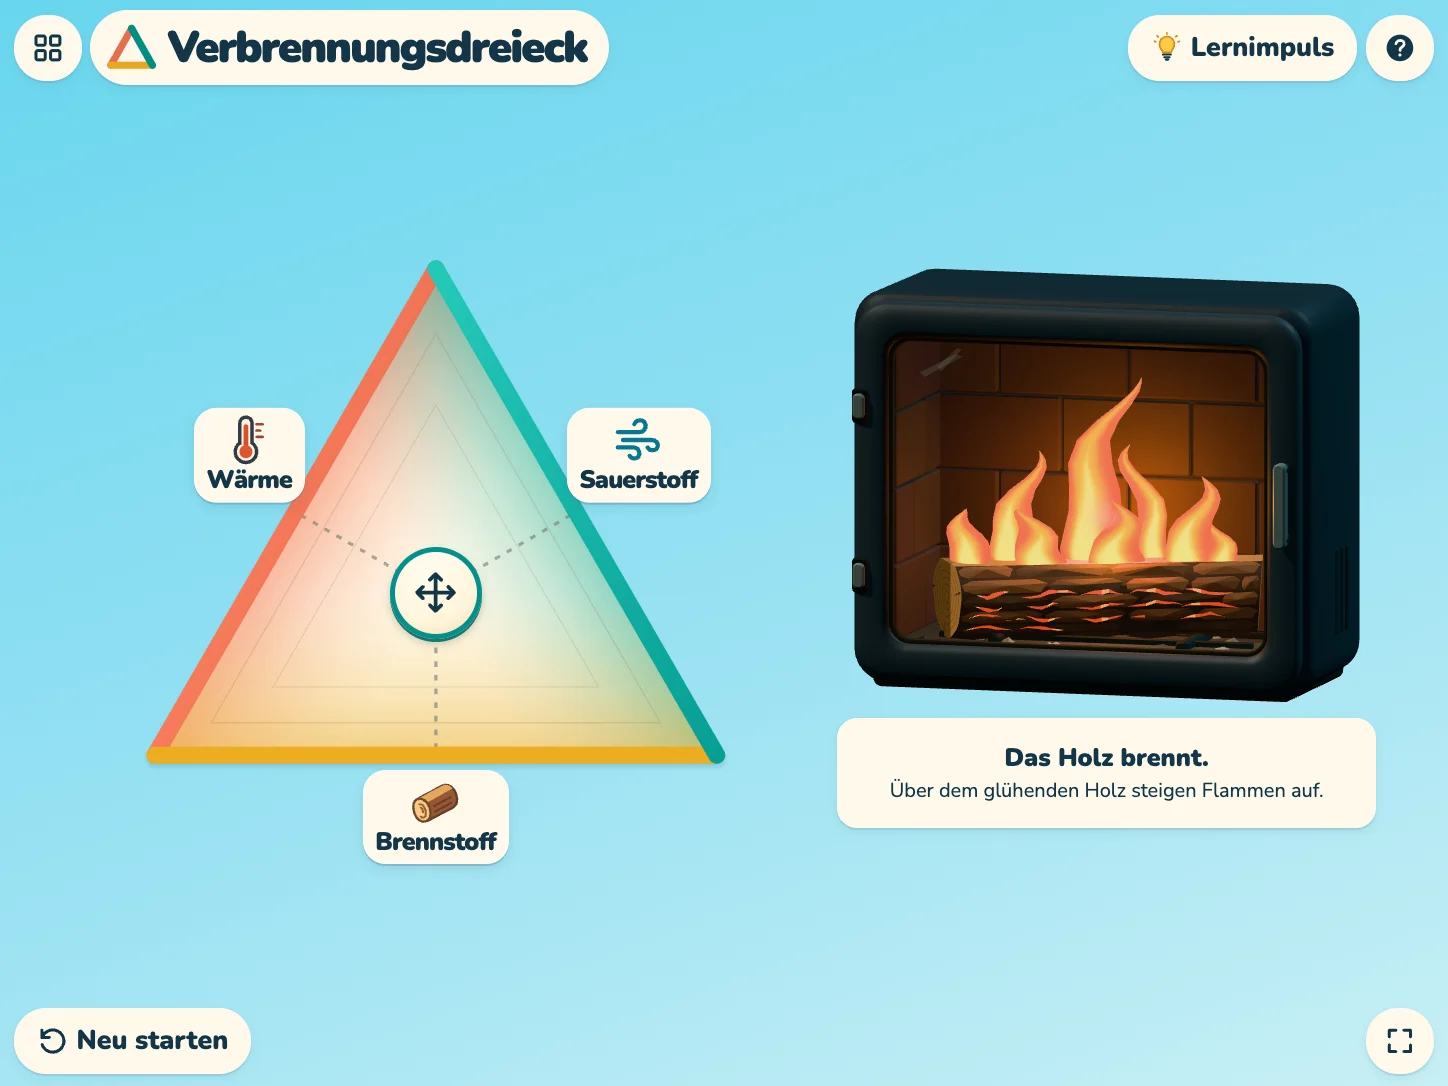 Verbrennungsdreieck
Lernimpuls
Wärme
Sauerstoff
Brennstoff
Das Holz brennt.
Über dem glühenden Holz steigen Flammen auf.
Neu starten